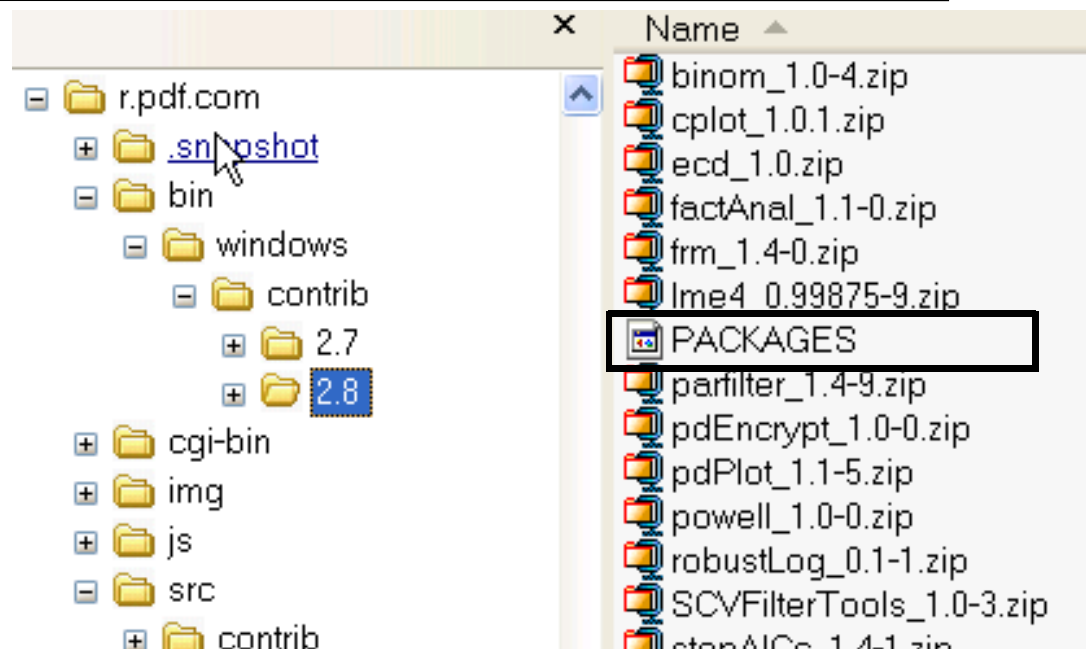 r.pdf.com
.snapshot
bin
windows
contrib
2.7
2.8
cgi-bin
img
js
src
contrib
Name
binom_1.0-4.zip
cplot_1.0.1.zip
ecd_1.0.zip
factAnal_1.1-0.zip
frm_1.4-0.zip
lme4_0.99875-9.zip
PACKAGES
parfilter_1.4-9.zip
pdEncrypt_1.0-0.zip
pdPlot_1.1-5.zip
powell_1.0-0.zip
robustLog_0.1-1.zip
SCVFilterTools_1.0-3.zip